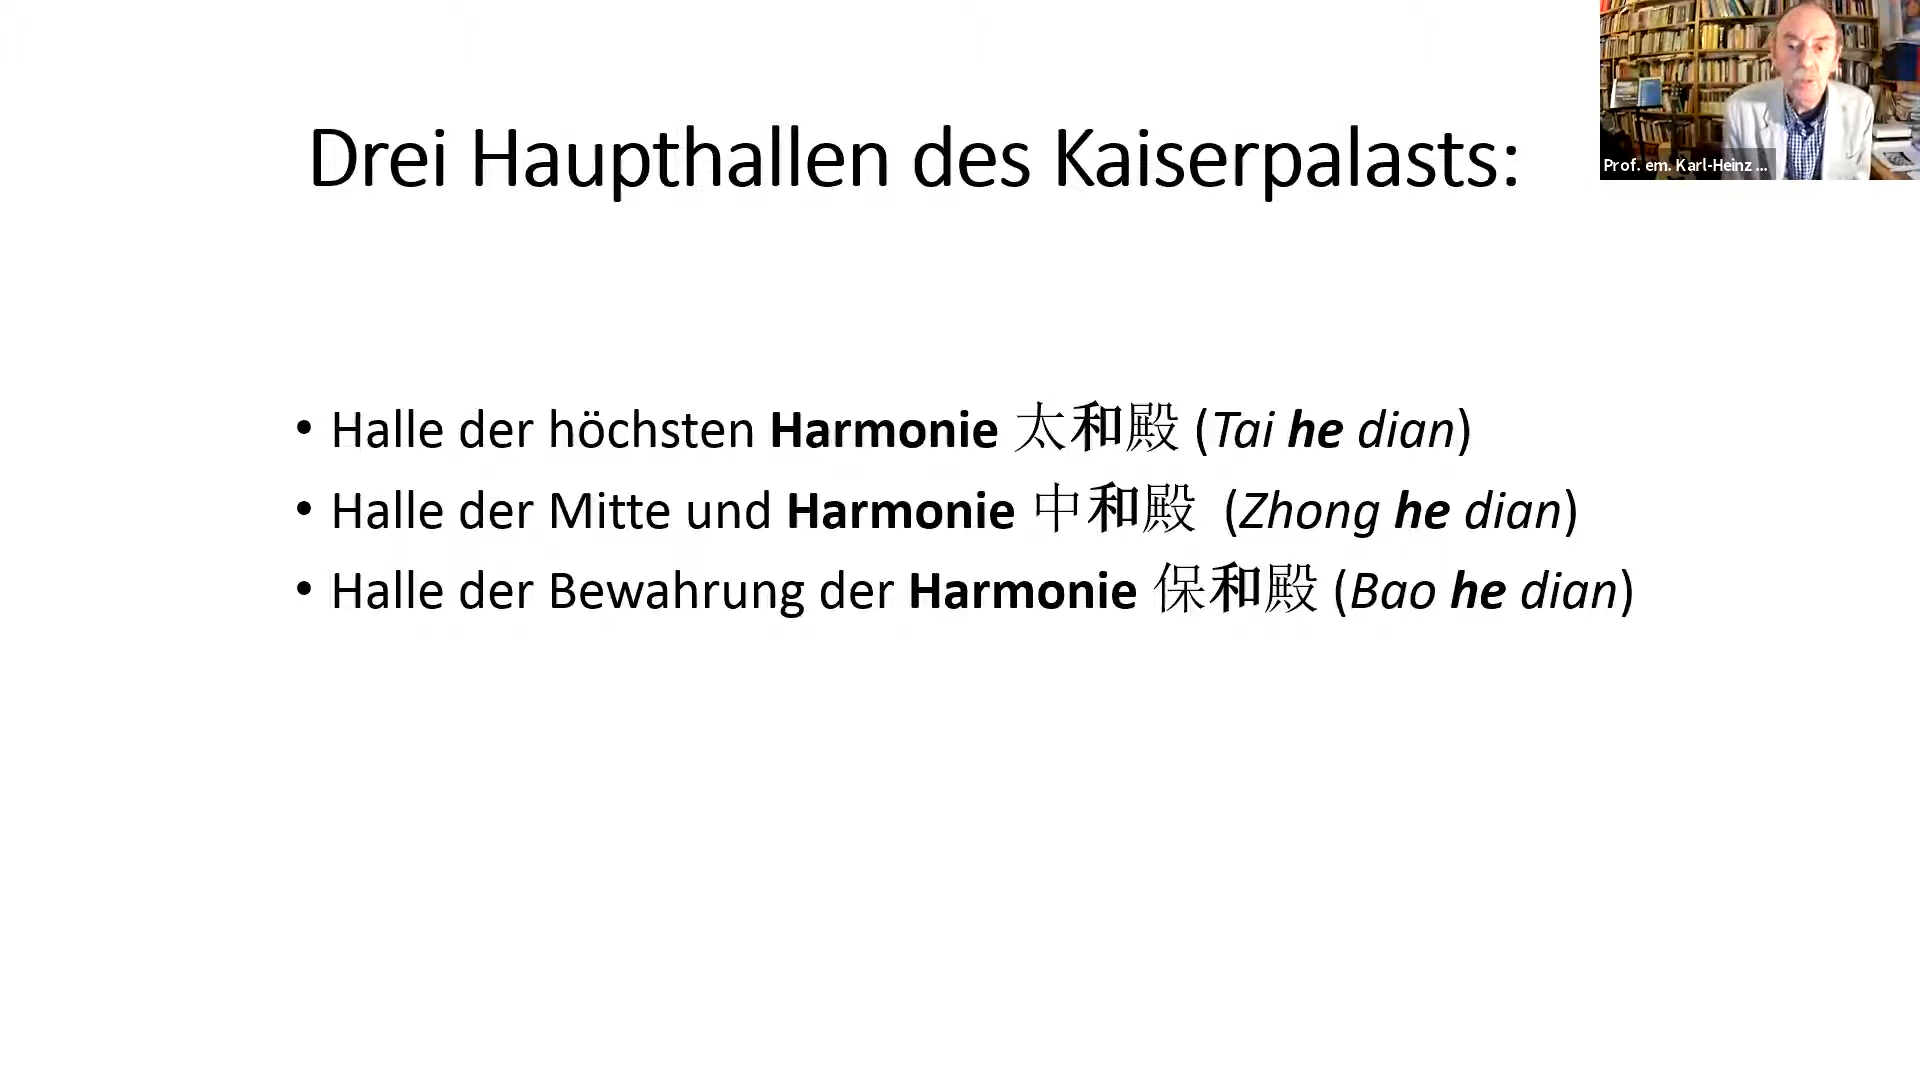 Drei Haupthallen des Kaiserpalasts:
Prof. em. Karl-Heinz ...
• Halle der höchsten Harmonie 太和殿 (Tai he dian)
• Halle der Mitte und Harmonie 中和殿 (Zhong he dian)
• Halle der Bewahrung der Harmonie 保和殿 (Bao he dian)